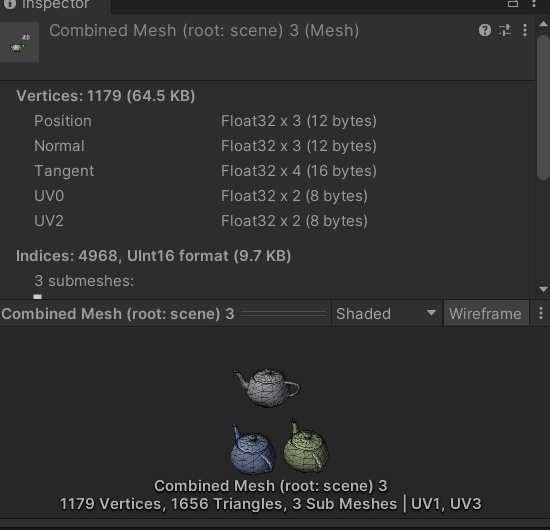 Inspector
Combined Mesh (root: scene) 3 (Mesh)
Vertices: 1179 (64.5 KB)
Position Float32 x 3 (12 bytes)
Normal Float32 x 3 (12 bytes)
Tangent Float32 x 4 (16 bytes)
UV0 Float32 x 2 (8 bytes)
UV2 Float32 x 2 (8 bytes)
Indices: 4968, UInt16 format (9.7 KB)
3 submeshes:
Combined Mesh (root: scene) 3 Shaded Wireframe
Combined Mesh (root: scene) 3
1179 Vertices, 1656 Triangles, 3 Sub Meshes | UV1, UV3